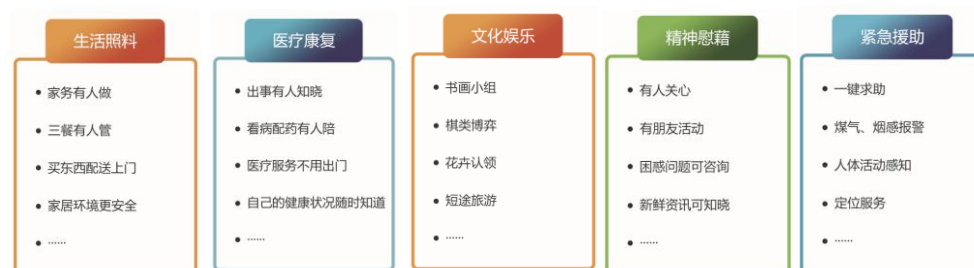 生活照料
• 家务有人做
• 三餐有人管
• 买东西配送上门
• 家居环境更安全
• ······
医疗康复
• 出事有人知晓
• 看病配药有人陪
• 医疗服务不用出门
• 自己的健康状况随时知道
• ······
文化娱乐
• 书画小组
• 棋类博弈
• 花卉认领
• 短途旅游
• ······
精神慰藉
• 有人关心
• 有朋友活动
• 困惑问题可咨询
• 新鲜资讯可知晓
• ······
紧急援助
• 一键求助
• 煤气、烟感报警
• 人体活动感知
• 定位服务
• ······